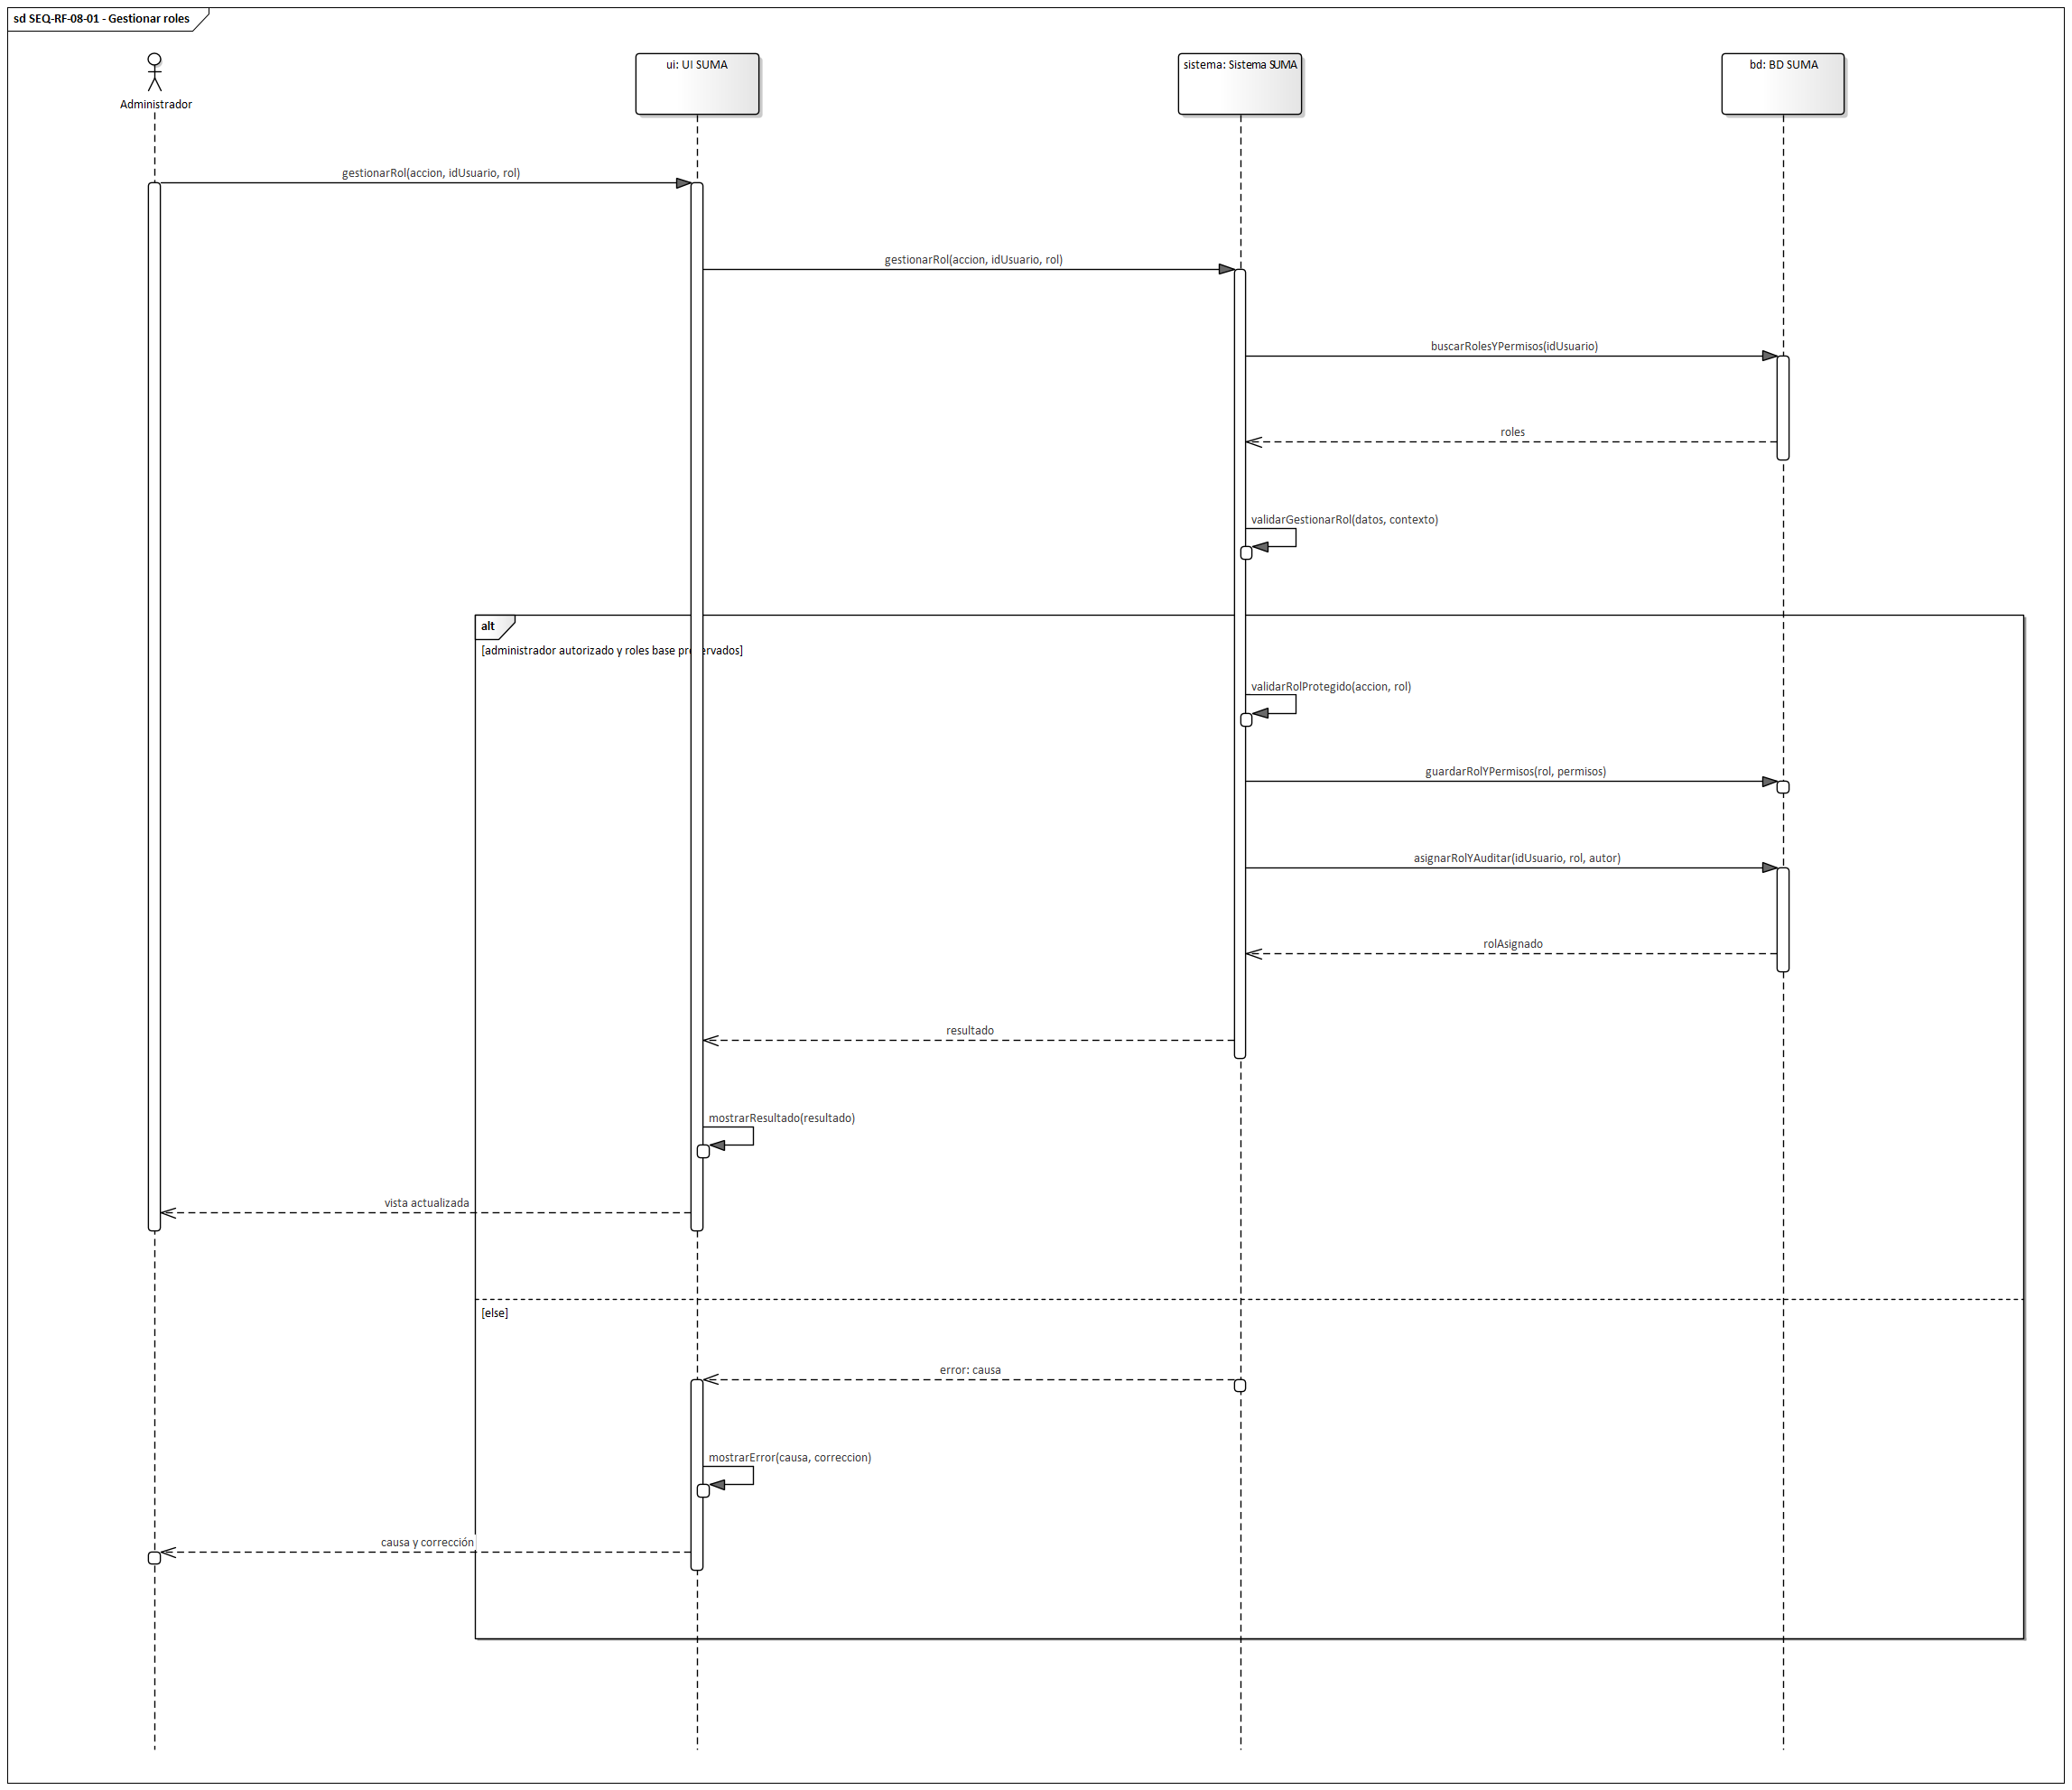 sd SEQ-RF-08-01 - Gestionar roles
Administrador
ui: UI SUMA
sistema: Sistema SUMA
bd: BD SUMA
gestionarRol(accion, idUsuario, rol)
gestionarRol(accion, idUsuario, rol)
buscarRolesYPermisos(idUsuario)
roles
validarGestionarRol(datos, contexto)
alt
[administrador autorizado y roles base preservados]
validarRolProtegido(accion, rol)
guardarRolYPermisos(rol, permisos)
asignarRolYAuditar(idUsuario, rol, autor)
rolAsignado
resultado
mostrarResultado(resultado)
vista actualizada
[else]
error: causa
mostrarError(causa, correccion)
causa y corrección